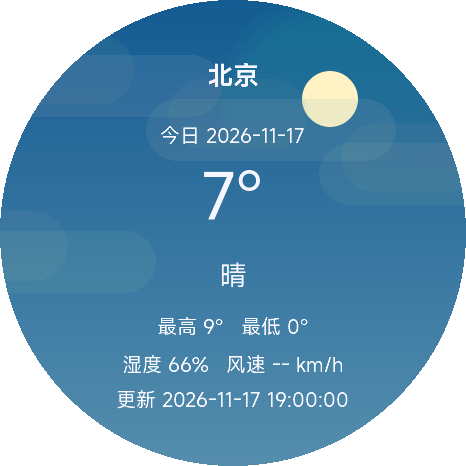 北京
今日 2026-11-17
7°
晴
最高 9° 最低 0°
湿度 66% 风速 -- km/h
更新 2026-11-17 19:00:00